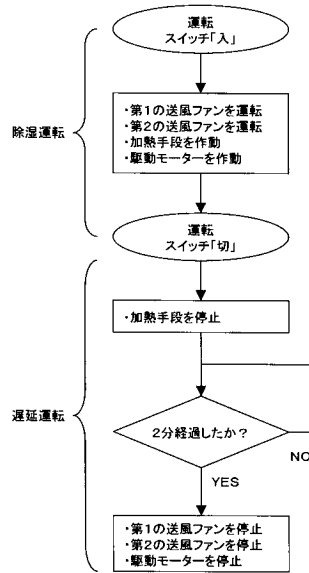 運転
スイッチ「入」
除湿運転
・第1の送風ファンを運転
・第2の送風ファンを運転
・加熱手段を作動
・駆動モーターを作動
運転
スイッチ「切」
・加熱手段を停止
遅延運転
2分経過したか？
NO
YES
・第1の送風ファンを停止
・第2の送風ファンを停止
・駆動モーターを停止